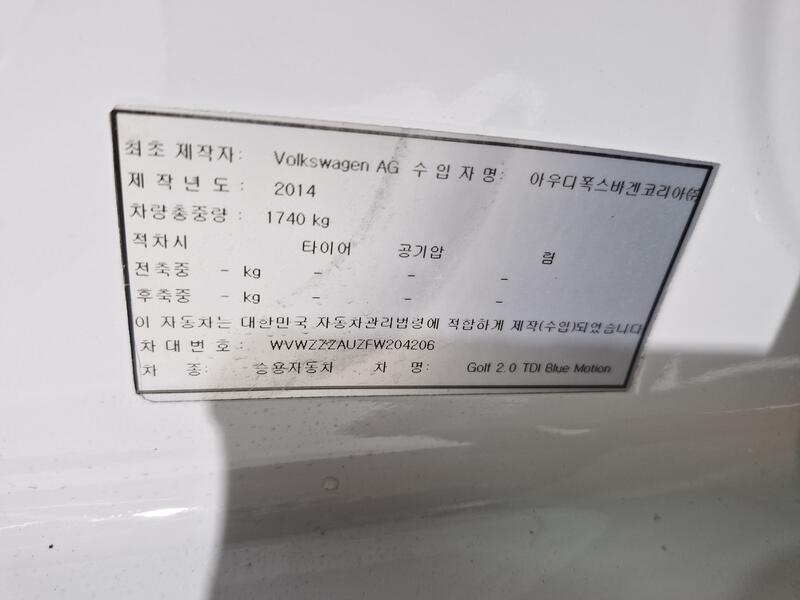 최초 제작자: Volkswagen AG 수 입 자 명: 아우디폭스바겐코리아(주)
제 작 년 도 : 2014
차량총중량 : 1740 kg
적차시 타이어 공기압 림
전축중 - kg - - -
후축중 - kg - - -
이 자동차는 대한민국 자동차관리법령에 적합하게 제작(수입)되었습니다
차 대 번 호 : WVWZZZAUZFW204206
차 종: 승용자동차 차 명: Golf 2.0 TDI Blue Motion